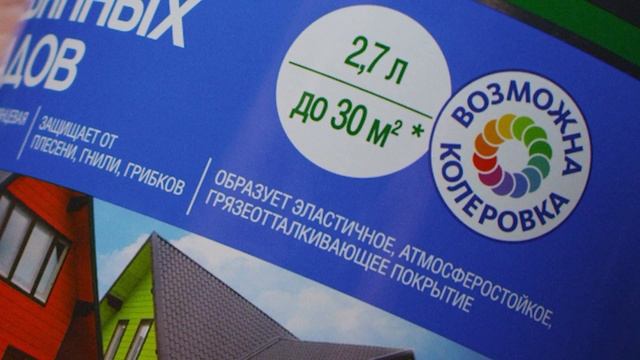 ДОВ
2,7 л
до 30 м² *
ВОЗМОЖНА
КОЛЕРОВКА
ЗАЩИЩАЕТ ОТ
ПЛЕСЕНИ, ГНИЛИ, ГРИБКОВ
ОБРАЗУЕТ ЭЛАСТИЧНОЕ, АТМОСФЕРОСТОЙКОЕ,
ГРЯЗЕОТТАЛКИВАЮЩЕЕ ПОКРЫТИЕ